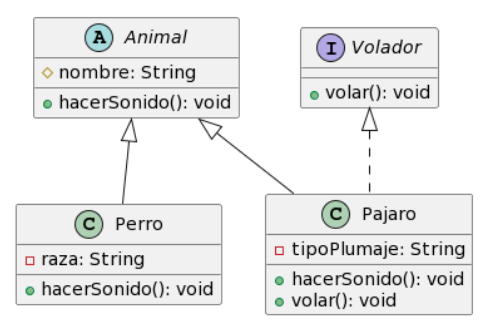 A Animal
nombre: String
hacerSonido(): void
I Volador
volar(): void
C Perro
raza: String
hacerSonido(): void
C Pajaro
tipoPlumaje: String
hacerSonido(): void
volar(): void